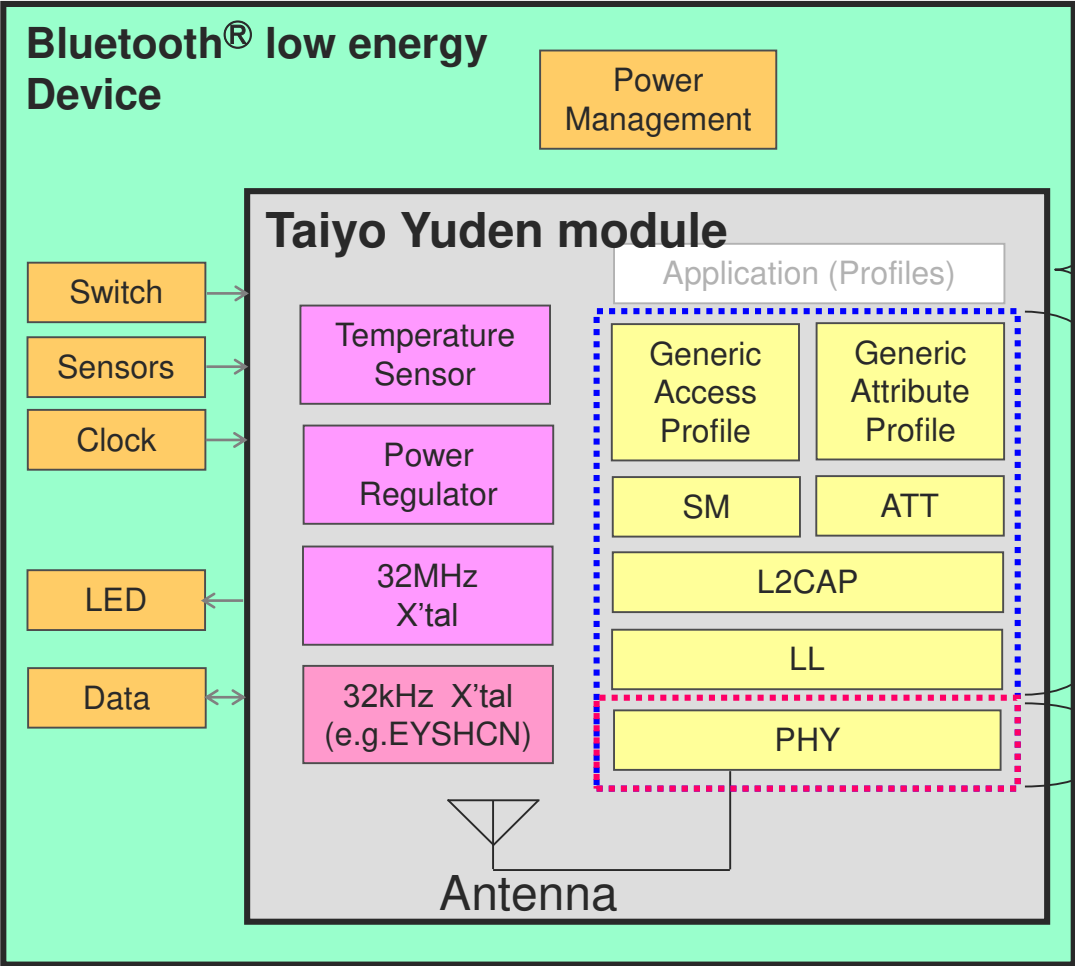 Bluetooth® low energy
Device
Power
Management
Taiyo Yuden module
Application (Profiles)
Switch
Sensors
Clock
LED
Data
Temperature
Sensor
Power
Regulator
32MHz
X'tal
32kHz X'tal
(e.g.EYSHCN)
Generic
Access
Profile
Generic
Attribute
Profile
SM
ATT
L2CAP
LL
PHY
Antenna